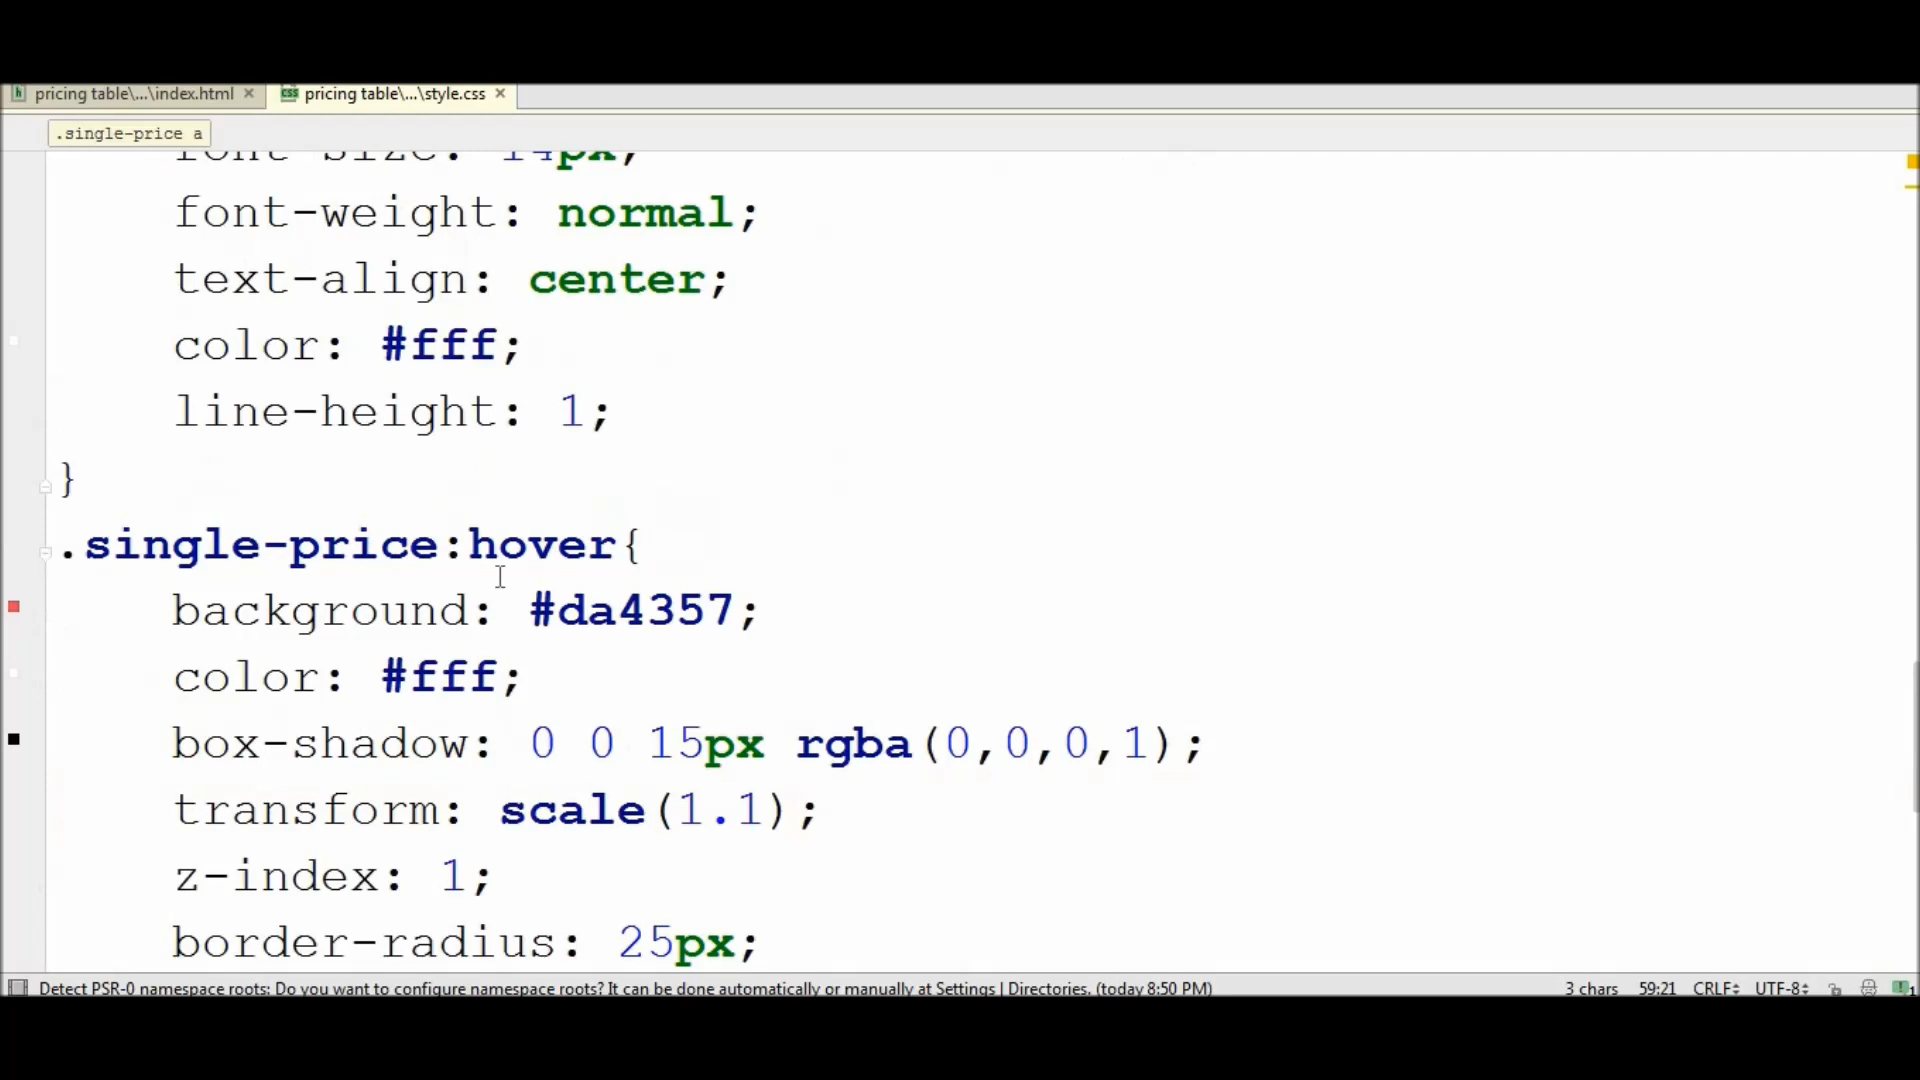 pricing table\...\index.html
pricing table\...\style.css
.single-price a
font-size: 14px;
font-weight: normal;
text-align: center;
color: #fff;
line-height: 1;
}
.single-price:hover{
background: #da4357;
color: #fff;
box-shadow: 0 0 15px rgba(0,0,0,1);
transform: scale(1.1);
z-index: 1;
border-radius: 25px;
Detect PSR-0 namespace roots: Do you want to configure namespace roots? It can be done automatically or manually at Settings | Directories. (today 8:50 PM) 3 chars 59:21 CRLF UTF-8 1